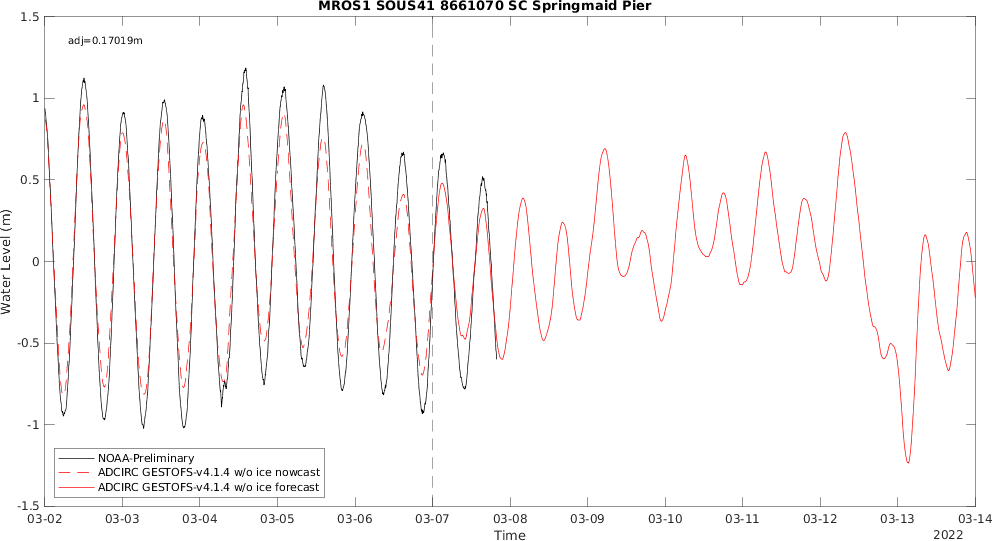 MROS1 SOUS41 8661070 SC Springmaid Pier
adj=0.17019m
1.5
1
0.5
0
-0.5
-1
-1.5
Water Level (m)
NOAA-Preliminary
ADCIRC GESTOFS-v4.1.4 w/o ice nowcast
ADCIRC GESTOFS-v4.1.4 w/o ice forecast
03-02 03-03 03-04 03-05 03-06 03-07 03-08 03-09 03-10 03-11 03-12 03-13 03-14
Time
2022